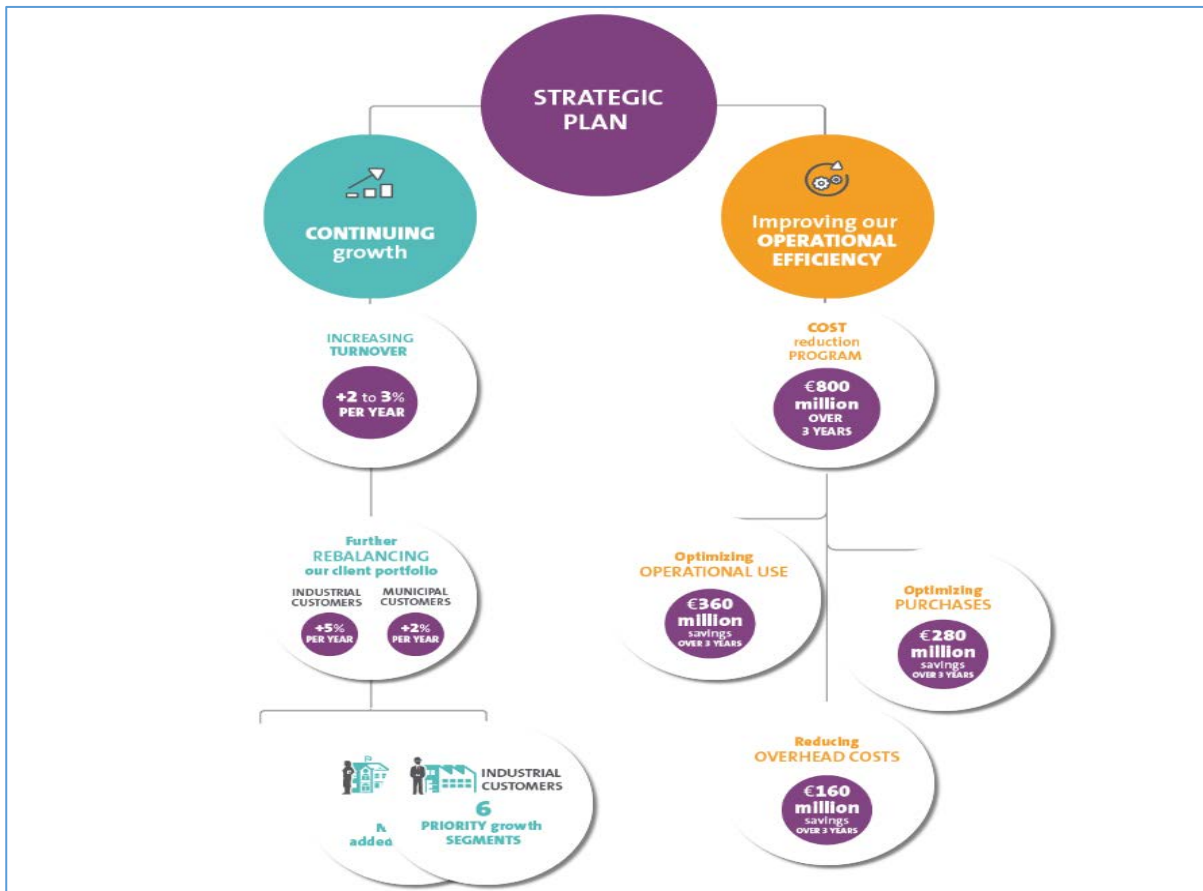 STRATEGIC
PLAN
CONTINUING
growth
INCREASING
TURNOVER
+2 to 3%
PER YEAR
Further
REBALANCING
our client portfolio
INDUSTRIAL
CUSTOMERS
+5%
PER YEAR
MUNICIPAL
CUSTOMERS
+2%
PER YEAR
added
INDUSTRIAL
CUSTOMERS
6
PRIORITY growth
SEGMENTS
Improving our
OPERATIONAL
EFFICIENCY
COST
reduction
PROGRAM
€800
million
OVER
3 YEARS
Optimizing
OPERATIONAL USE
€360
million
savings
OVER 3 YEARS
Optimizing
PURCHASES
€280
million
savings
OVER 3 YEARS
Reducing
OVERHEAD COSTS
€160
million
savings
OVER 3 YEARS